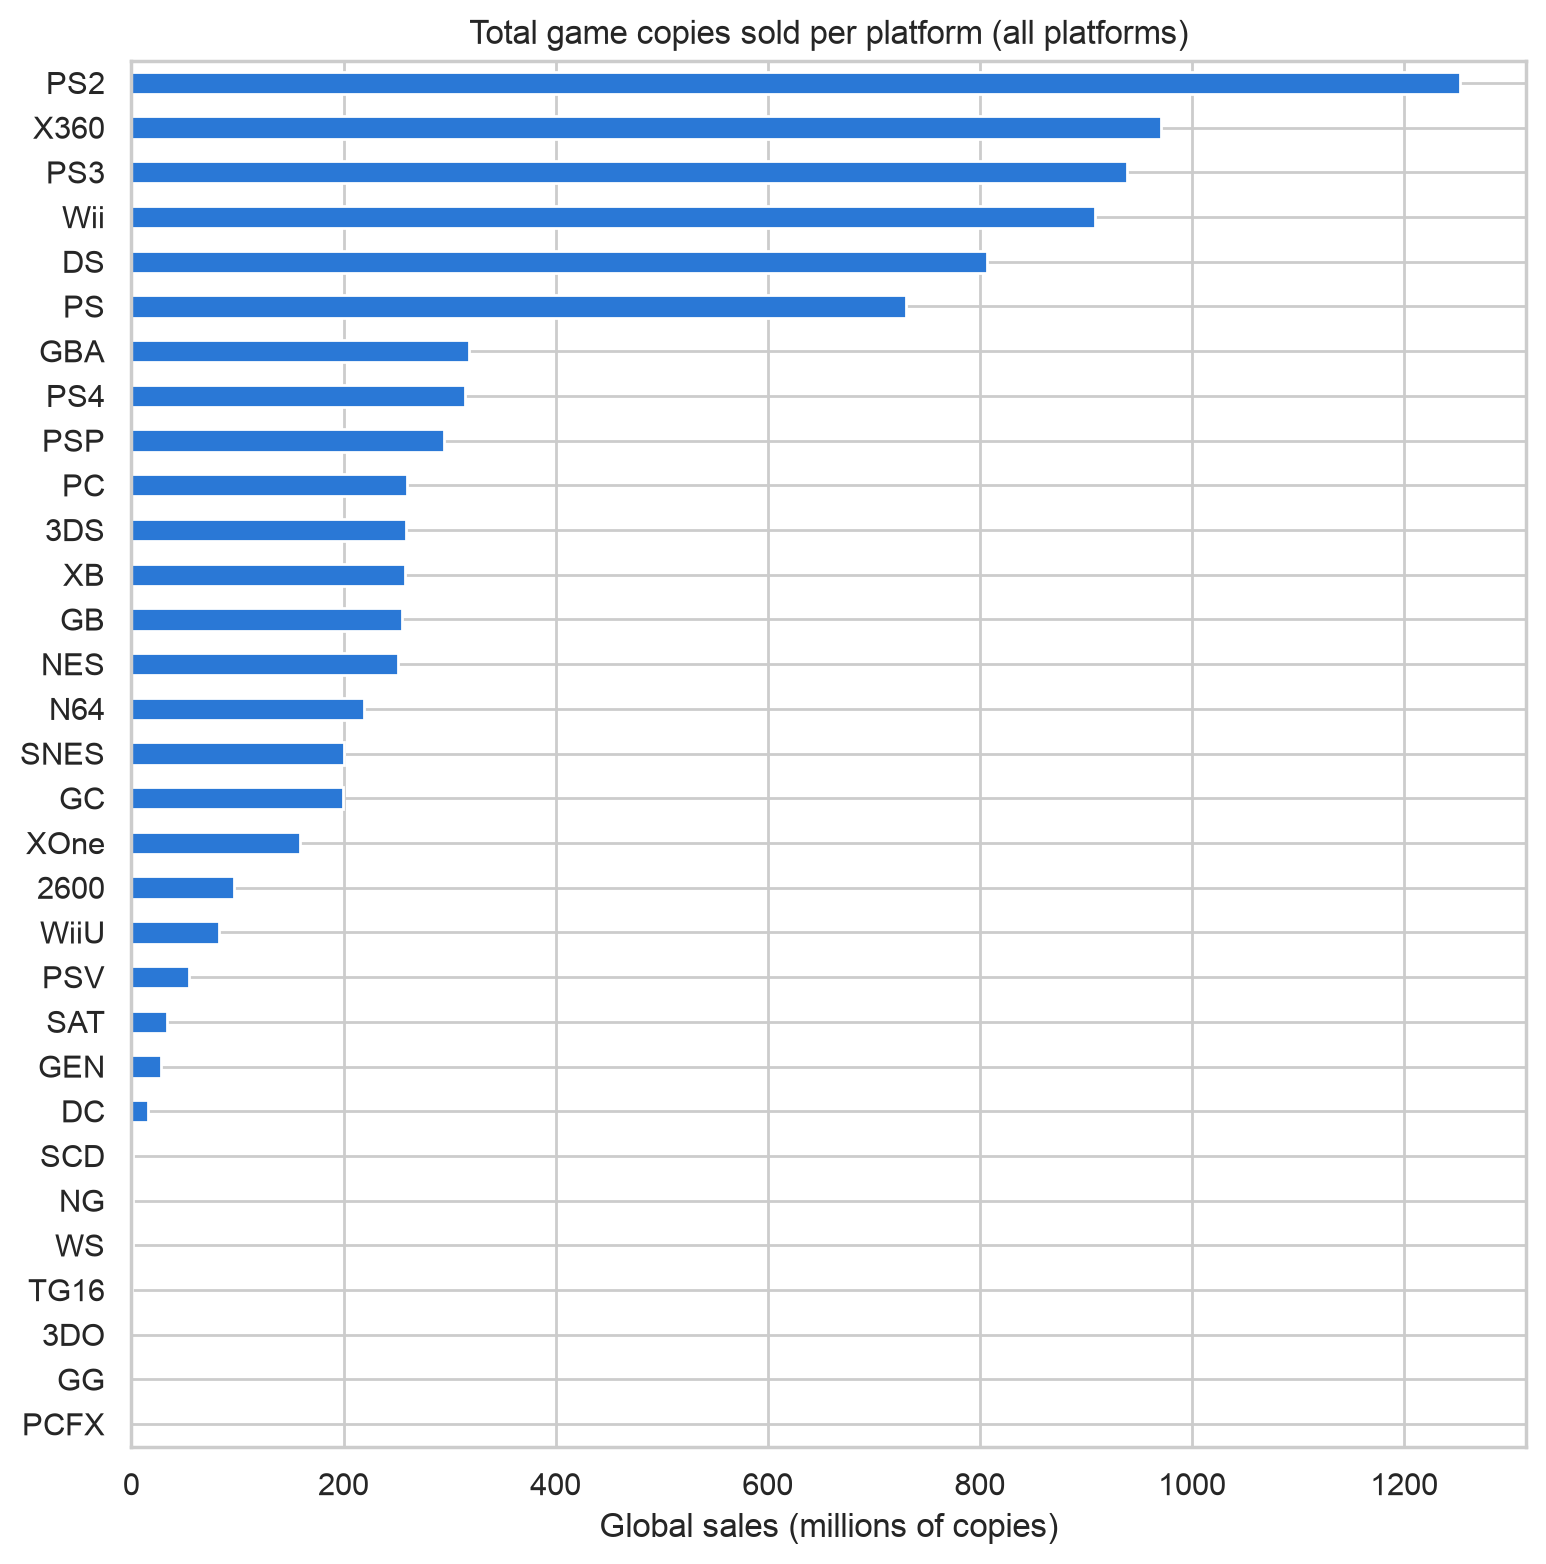 Total game copies sold per platform (all platforms)
PS2
X360
PS3
Wii
DS
PS
GBA
PS4
PSP
PC
3DS
XB
GB
NES
N64
SNES
GC
XOne
2600
WiiU
PSV
SAT
GEN
DC
SCD
NG
WS
TG16
3DO
GG
PCFX
0 200 400 600 800 1000 1200
Global sales (millions of copies)